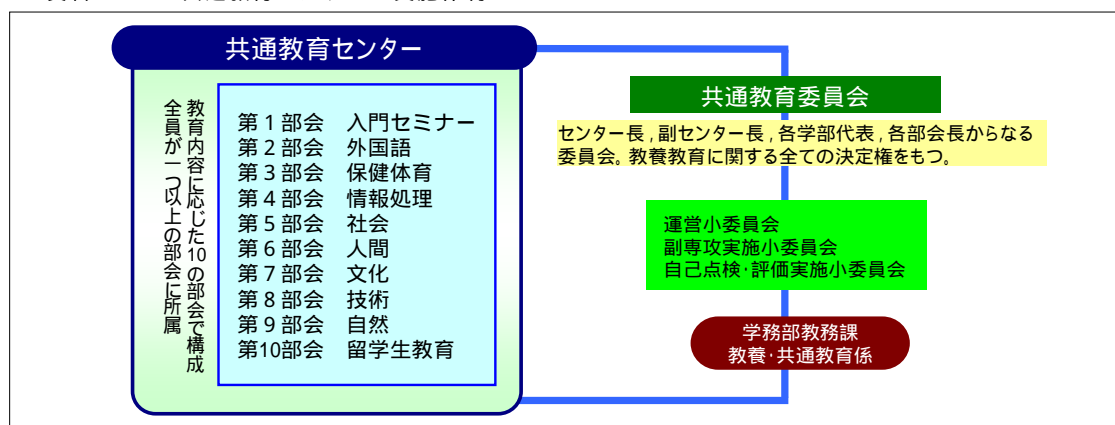 共通教育センター
教育内容に応じた10の部会で構成
全員が一つ以上の部会に所属
第1部会 入門セミナー
第2部会 外国語
第3部会 保健体育
第4部会 情報処理
第5部会 社会
第6部会 人間
第7部会 文化
第8部会 技術
第9部会 自然
第10部会 留学生教育
共通教育委員会
センター長,副センター長,各学部代表,各部会長からなる
委員会。教養教育に関する全ての決定権をもつ。
運営小委員会
副専攻実施小委員会
自己点検・評価実施小委員会
学務部教務課
教養・共通教育係